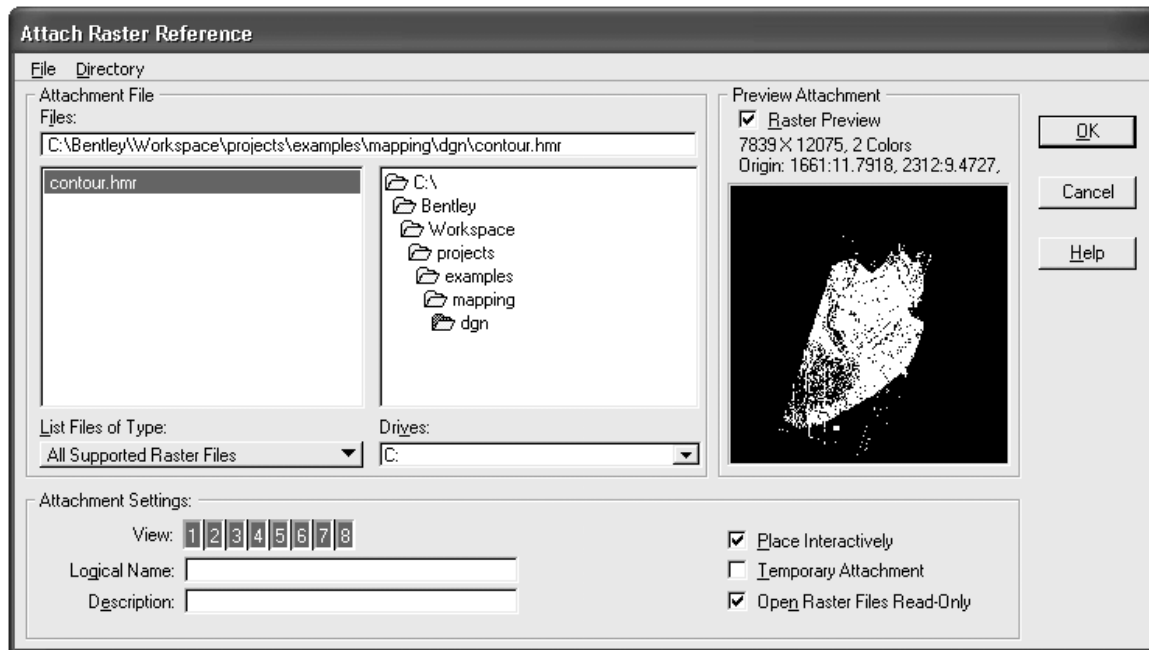 Attach Raster Reference
File Directory
Attachment File
Files:
C:\Bentley\Workspace\projects\examples\mapping\dgn\contour.hmr
contour.hmr
C:\
Bentley
Workspace
projects
examples
mapping
dgn
List Files of Type:
All Supported Raster Files
Drives:
C:
Preview Attachment
Raster Preview
7839 X 12075, 2 Colors
Origin: 1661:11.7918, 2312:9.4727,
OK
Cancel
Help
Attachment Settings:
View: 1 2 3 4 5 6 7 8
Logical Name:
Description:
Place Interactively
Temporary Attachment
Open Raster Files Read-Only